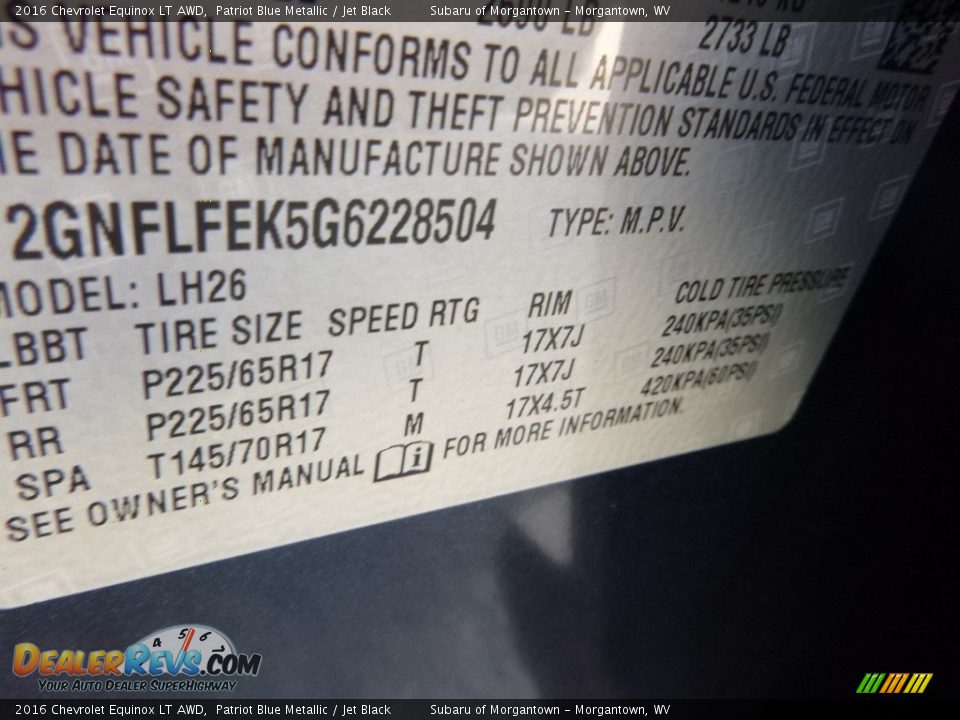 2016 Chevrolet Equinox LT AWD, Patriot Blue Metallic / Jet Black Subaru of Morgantown - Morgantown, WV
LB 2733 LB
VEHICLE CONFORMS TO ALL APPLICABLE U.S. FEDERAL MOTOR
HICLE SAFETY AND THEFT PREVENTION STANDARDS IN EFFECT ON
DATE OF MANUFACTURE SHOWN ABOVE.
2GNFLFEK5G6228504 TYPE: M.P.V.
MODEL: LH26
LBBT TIRE SIZE SPEED RTG RIM COLD TIRE PRESSURE
FRT P225/65R17 T 17X7J 240KPA(35PSI)
RR P225/65R17 T 17X7J 240KPA(35PSI)
SPA T145/70R17 M 17X4.5T 420KPA(60PSI)
SEE OWNER'S MANUAL i FOR MORE INFORMATION.
4 5 6
DealerRevs.com
Your Auto Dealer SuperHighway
2016 Chevrolet Equinox LT AWD, Patriot Blue Metallic / Jet Black Subaru of Morgantown - Morgantown, WV